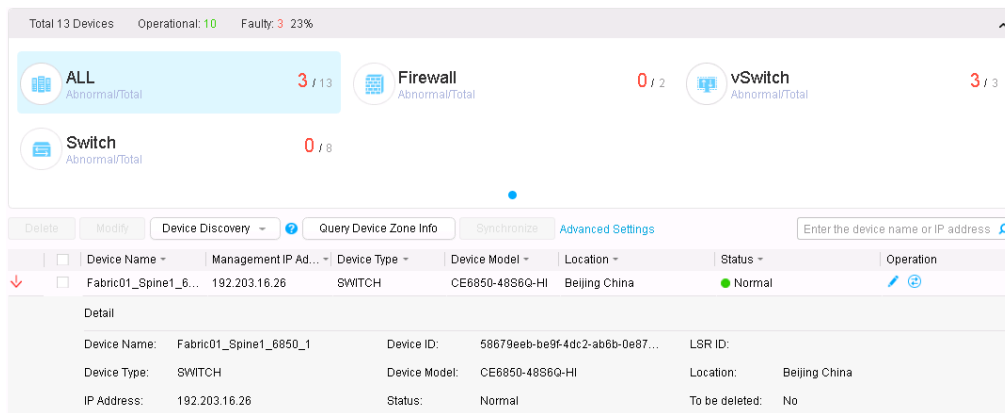 Total 13 Devices Operational: 10 Faulty: 3 23%
ALL 3 / 13 Firewall 0 / 2 vSwitch 3 / 3
Abnormal/Total Abnormal/Total Abnormal/Total
Switch 0 / 8
Abnormal/Total
Delete Modify Device Discovery ? Query Device Zone Info Synchronize Advanced Settings Enter the device name or IP address
Device Name Management IP Ad... Device Type Device Model Location Status Operation
Fabric01_Spine1_6... 192.203.16.26 SWITCH CE6850-48S6Q-HI Beijing China Normal
Detail
Device Name: Fabric01_Spine1_6850_1 Device ID: 58679eeb-be9f-4dc2-ab6b-0e87... LSR ID:
Device Type: SWITCH Device Model: CE6850-48S6Q-HI Location: Beijing China
IP Address: 192.203.16.26 Status: Normal To be deleted: No